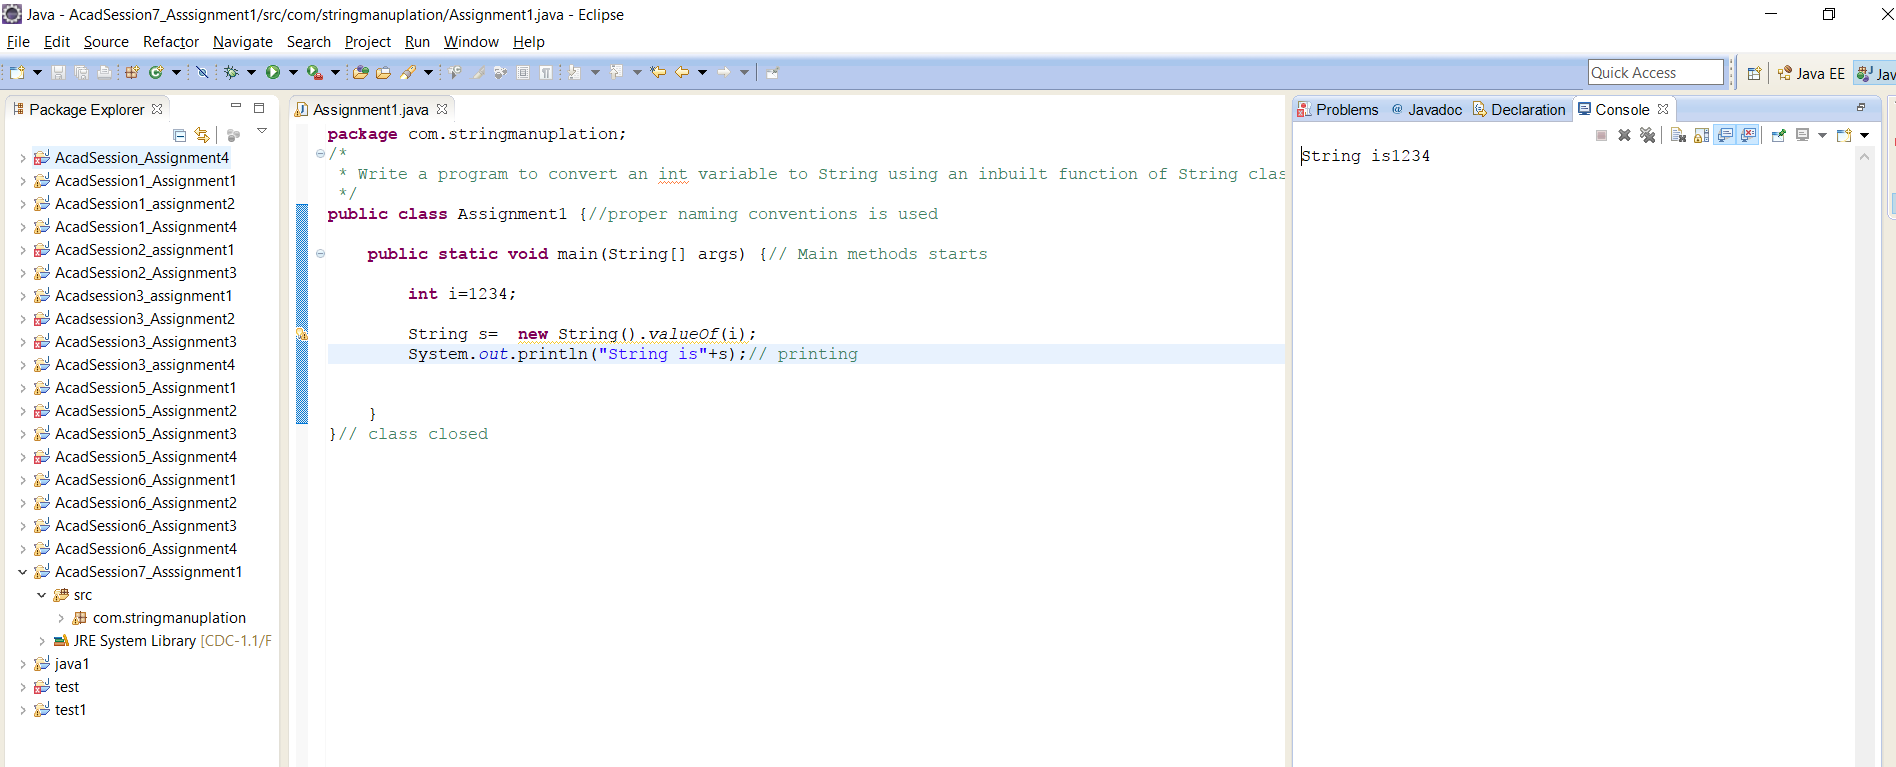 Java - AcadSession7_Asssignment1/src/com/stringmanuplation/Assignment1.java - Eclipse
File Edit Source Refactor Navigate Search Project Run Window Help
Quick Access
Java EE
Jav
Package Explorer
AcadSession_Assignment4
AcadSession1_Assignment1
AcadSession1_assignment2
AcadSession1_Assignment4
AcadSession2_assignment1
AcadSession2_Assignment3
Acadsession3_assignment1
Acadsession3_Assignment2
AcadSession3_Assignment3
AcadSession3_assignment4
AcadSession5_Assignment1
AcadSession5_Assignment2
AcadSession5_Assignment3
AcadSession5_Assignment4
AcadSession6_Assignment1
AcadSession6_Assignment2
AcadSession6_Assignment3
AcadSession6_Assignment4
AcadSession7_Asssignment1
src
com.stringmanuplation
JRE System Library [CDC-1.1/F
java1
test
test1
Assignment1.java
package com.stringmanuplation;
/*
* Write a program to convert an int variable to String using an inbuilt function of String clas
*/
public class Assignment1 {//proper naming conventions is used
public static void main(String[] args) {// Main methods starts
int i=1234;
String s=  new String().valueOf(i);
System.out.println("String is"+s);// printing
}
}// class closed
Problems @ Javadoc Declaration Console
String is1234